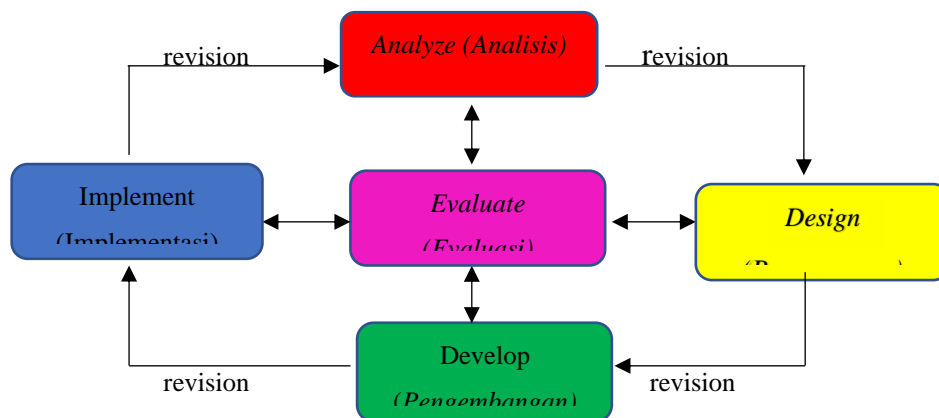 Analyze (Analisis)
revision
revision
Implement
(Implementasi)
Evaluate
(Evaluasi)
Design
Develop
(Pengembangan)
revision
revision